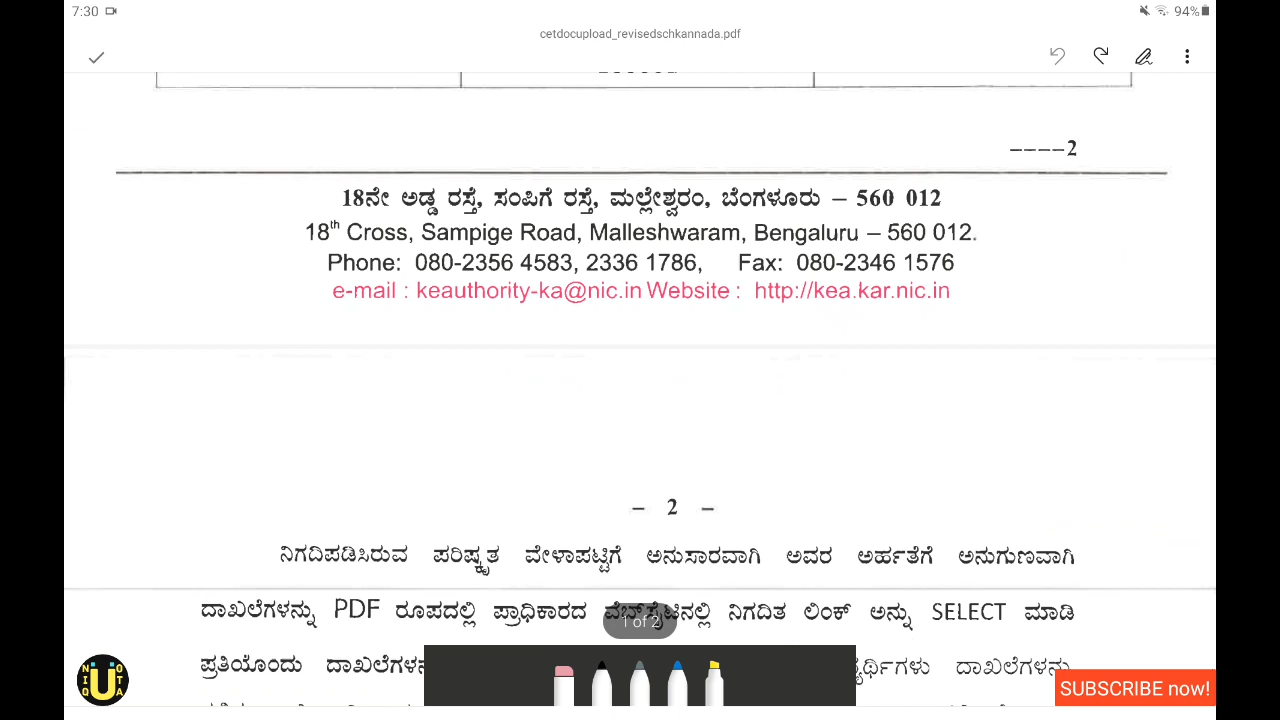 7:30
94%
cetdocupload_revisedschkannada.pdf
----2
18ನೇ ಅಡ್ಡ ರಸ್ತೆ, ಸಂಪಿಗೆ ರಸ್ತೆ, ಮಲ್ಲೇಶ್ವರಂ, ಬೆಂಗಳೂರು – 560 012
18th Cross, Sampige Road, Malleshwaram, Bengaluru – 560 012.
Phone: 080-2356 4583, 2336 1786, Fax: 080-2346 1576
e-mail : keauthority-ka@nic.in Website : http://kea.kar.nic.in
– 2 –
ನಿಗದಿಪಡಿಸಿರುವ ಪರಿಷ್ಕೃತ ವೇಳಾಪಟ್ಟಿಗೆ ಅನುಸಾರವಾಗಿ ಅವರ ಅರ್ಹತೆಗೆ ಅನುಗುಣವಾಗಿ
ದಾಖಲೆಗಳನ್ನು PDF ರೂಪದಲ್ಲಿ ಪ್ರಾಧಿಕಾರದ ವೆಬ್‌ಸೈಟಿನಲ್ಲಿ ನಿಗದಿತ ಲಿಂಕ್ ಅನ್ನು SELECT ಮಾಡಿ
1 of 2
ಪ್ರತಿಯೊಂದು ದಾಖಲೆಗಳನ್ನು
SUBSCRIBE now!